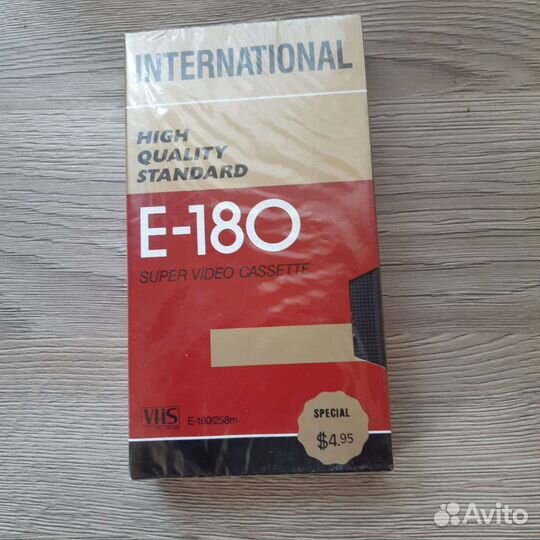 INTERNATIONAL
HIGH
QUALITY
STANDARD
E-180
SUPER VIDEO CASSETTE
VHS
E-180/258m
SPECIAL
$4.95
Avito